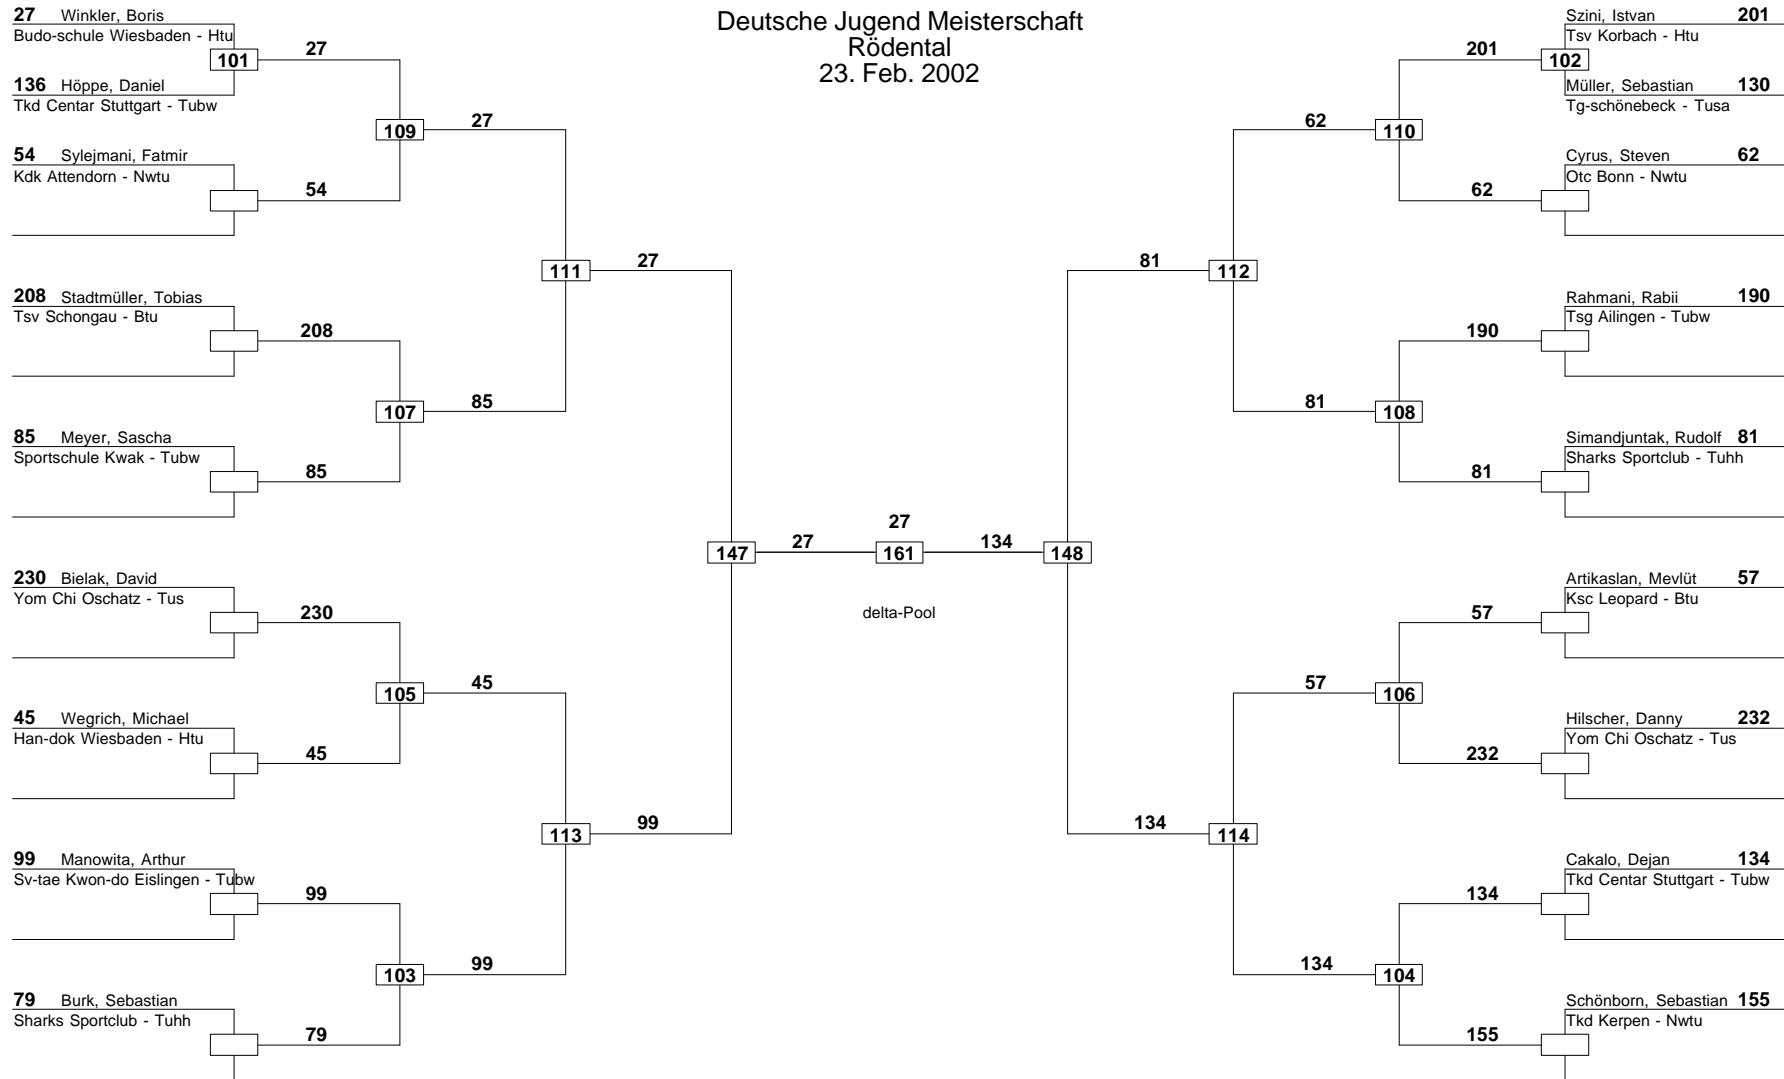 Deutsche Jugend Meisterschaft
Rödental
23. Feb. 2002
27 Winkler, Boris
Budo-schule Wiesbaden - Htu
101
27
136 Höppe, Daniel
Tkd Centar Stuttgart - Tubw
109
27
54 Sylejmani, Fatmir
Kdk Attendorn - Nwtu
54
111
27
208 Stadtmüller, Tobias
Tsv Schongau - Btu
208
107
85
85 Meyer, Sascha
Sportschule Kwak - Tubw
85
147
27
27
161
134
148
delta-Pool
230 Bielak, David
Yom Chi Oschatz - Tus
230
105
45
45 Wegrich, Michael
Han-dok Wiesbaden - Htu
45
113
99
99 Manowita, Arthur
Sv-tae Kwon-do Eislingen - Tubw
99
103
99
79 Burk, Sebastian
Sharks Sportclub - Tuhh
79
Szini, Istvan 201
Tsv Korbach - Htu
201
102
Müller, Sebastian 130
Tg-schönebeck - Tusa
62
110
Cyrus, Steven 62
Otc Bonn - Nwtu
62
81
112
Rahmani, Rabii 190
Tsg Ailingen - Tubw
190
81
108
Simandjuntak, Rudolf 81
Sharks Sportclub - Tuhh
81
Artikaslan, Mevlüt 57
Ksc Leopard - Btu
57
57
106
Hilscher, Danny 232
Yom Chi Oschatz - Tus
232
134
114
Cakalo, Dejan 134
Tkd Centar Stuttgart - Tubw
134
134
104
Schönborn, Sebastian 155
Tkd Kerpen - Nwtu
155